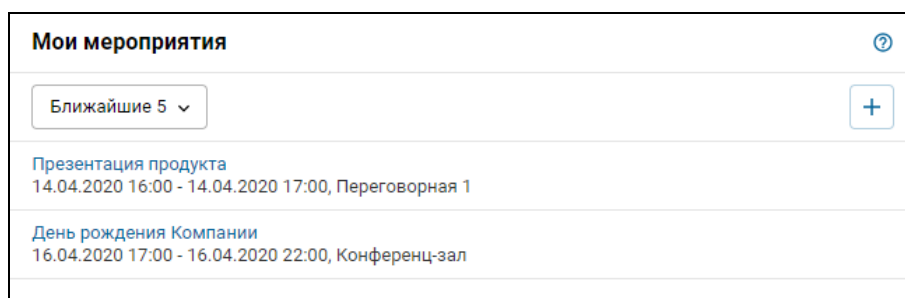 Мои мероприятия
Ближайшие 5
Презентация продукта
14.04.2020 16:00 - 14.04.2020 17:00, Переговорная 1
День рождения Компании
16.04.2020 17:00 - 16.04.2020 22:00, Конференц-зал